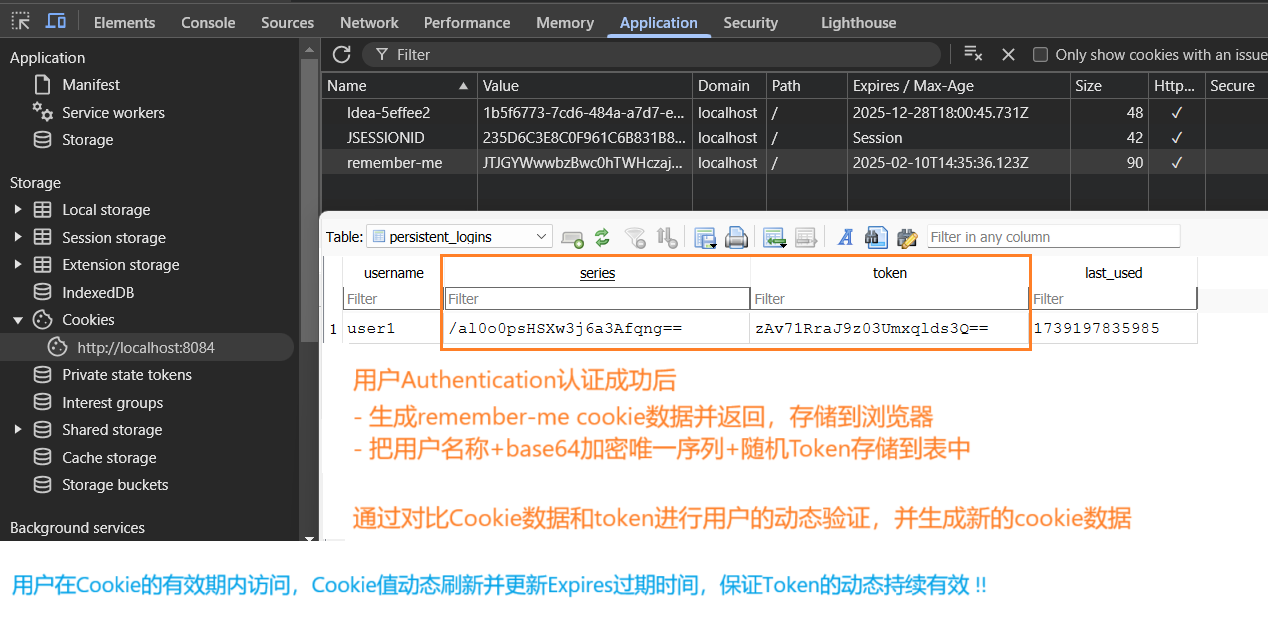 Elements Console Sources Network Performance Memory Application Security Lighthouse
Application
Manifest
Service workers
Storage
Storage
Local storage
Session storage
Extension storage
IndexedDB
Cookies
http://localhost:8084
Private state tokens
Interest groups
Shared storage
Cache storage
Storage buckets
Background services
Filter Only show cookies with an issue
Name Value Domain Path Expires / Max-Age Size Http... Secure
Idea-5effee2 1b5f6773-7cd6-484a-a7d7-e... localhost / 2025-12-28T18:00:45.731Z 48 ✓
JSESSIONID 235D6C3E8C0F961C6B831B8... localhost / Session 42 ✓
remember-me JTJGYWwwbzBwc0hTWHczaj... localhost / 2025-02-10T14:35:36.123Z 90 ✓
Table: persistent_logins Filter in any column
username series token last_used
Filter Filter Filter Filter
1 user1 /al0o0psHSXw3j6a3Afqng== zAv71RraJ9z03Umxqlds3Q== 1739197835985
用户Authentication认证成功后
- 生成remember-me cookie数据并返回，存储到浏览器
- 把用户名称+base64加密唯一序列+随机Token存储到表中
通过对比Cookie数据和token进行用户的动态验证，并生成新的cookie数据
用户在Cookie的有效期内访问，Cookie值动态刷新并更新Expires过期时间，保证Token的动态持续有效 !!